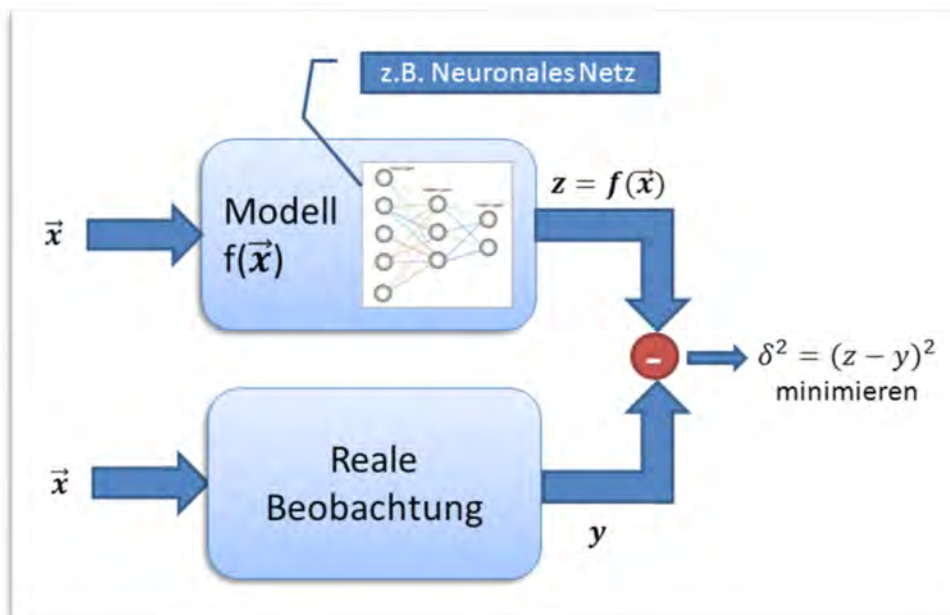 z.B. Neuronales Netz
Modell
f(x⃗)
z = f(x⃗)
x⃗
-
δ² = (z − y)²
minimieren
Reale
Beobachtung
x⃗
y